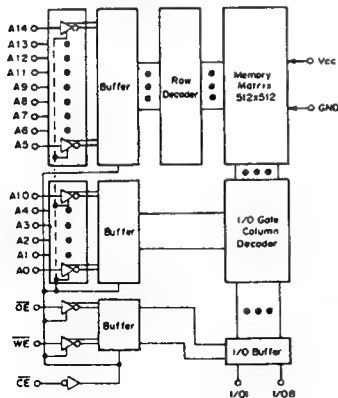 A14
A13
A12
A11
A9
A8
A7
A6
A5
Buffer
Row
Decoder
Memory
Matrix
512x512
Vcc
GND
A10
A4
A3
A2
A1
A0
Buffer
I/O Gate
Column
Decoder
OE
WE
CE
Buffer
I/O Buffer
I/O1
I/O8